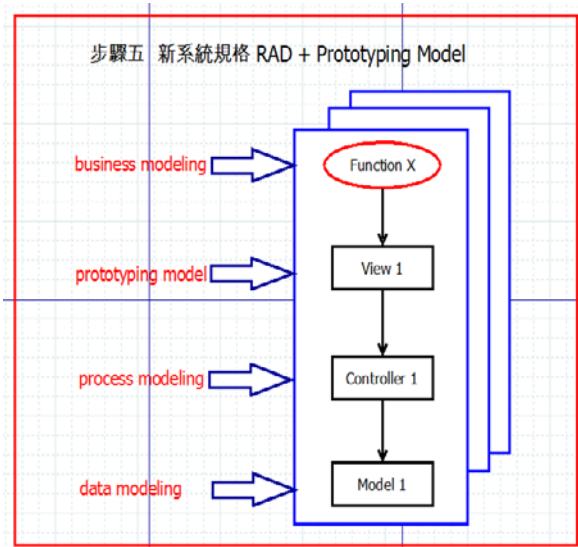 步驟五 新系統規格 RAD + Prototyping Model
business modeling
Function X
prototyping model
View 1
process modeling
Controller 1
data modeling
Model 1